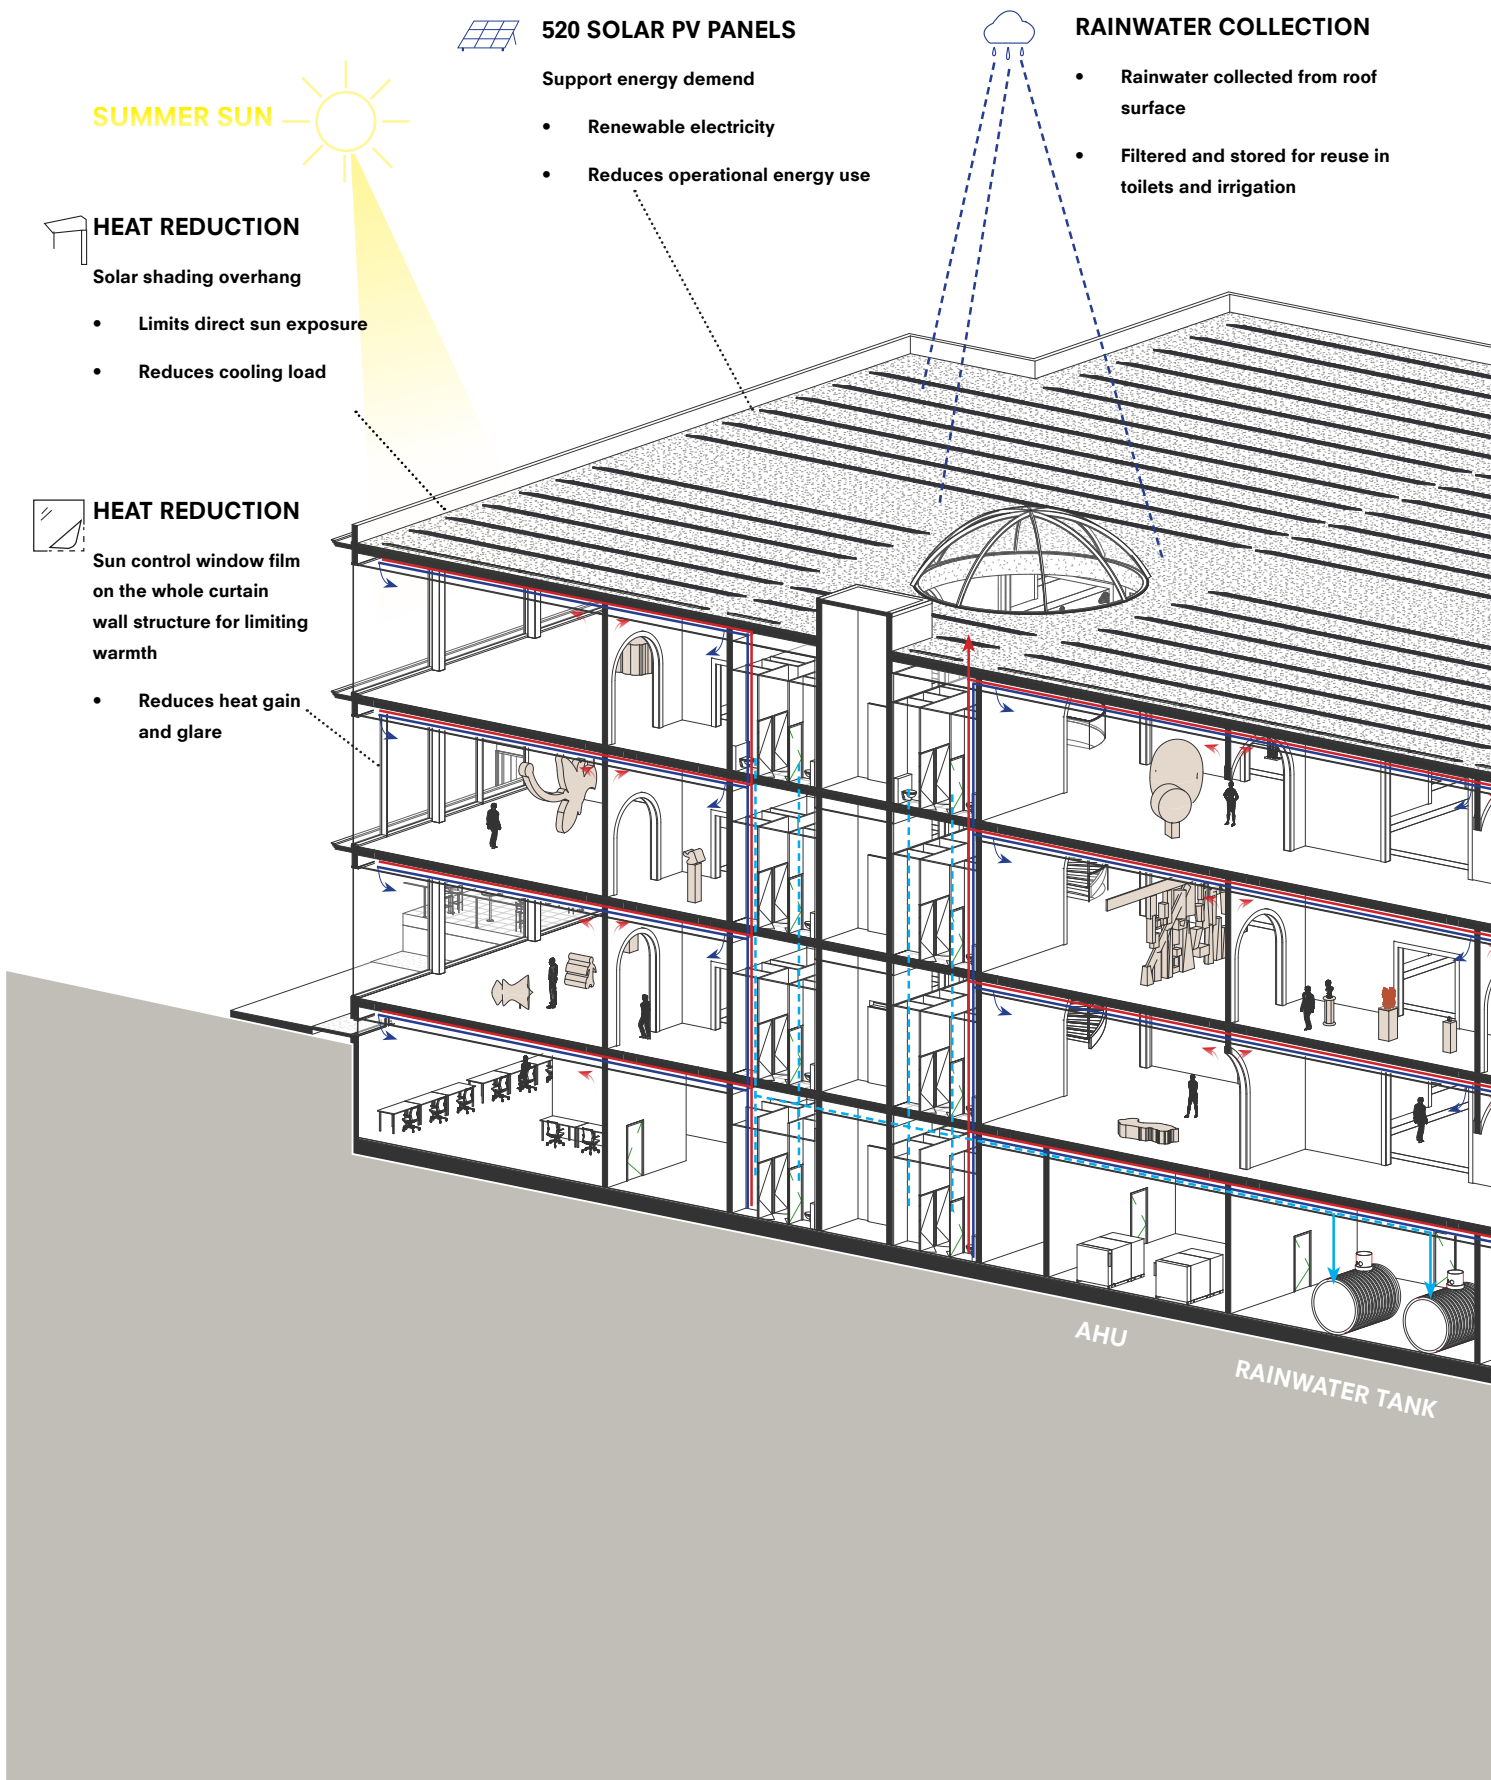 520 SOLAR PV PANELS
Support energy demend
• Renewable electricity
• Reduces operational energy use
RAINWATER COLLECTION
• Rainwater collected from roof
surface
• Filtered and stored for reuse in
toilets and irrigation
SUMMER SUN
HEAT REDUCTION
Solar shading overhang
• Limits direct sun exposure
• Reduces cooling load
HEAT REDUCTION
Sun control window film
on the whole curtain
wall structure for limiting
warmth
• Reduces heat gain
and glare
AHU
RAINWATER TANK